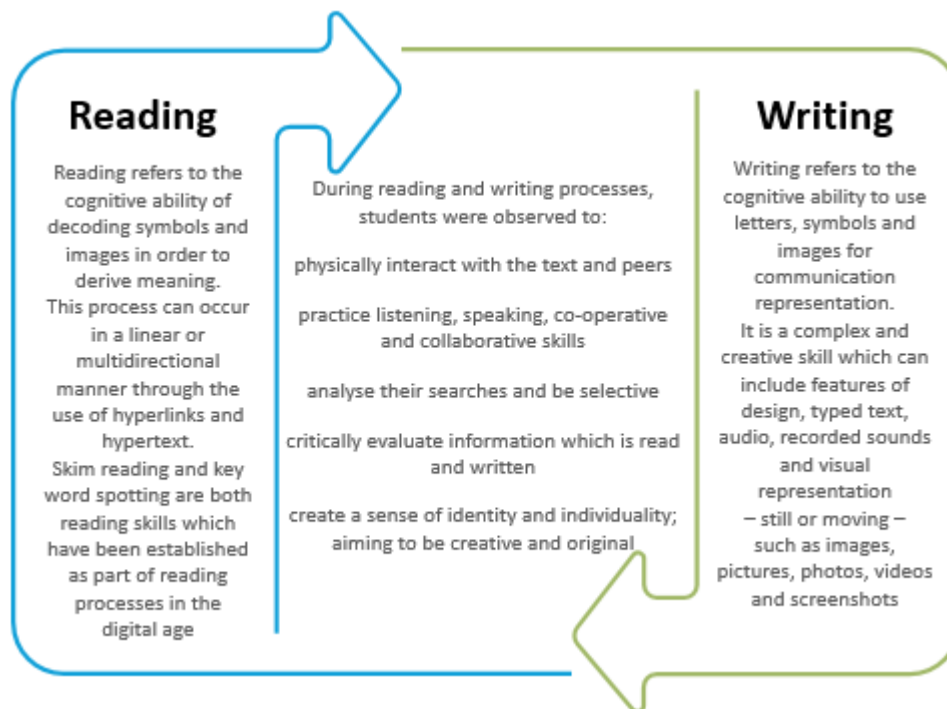 Reading
Reading refers to the
cognitive ability of
decoding symbols and
images in order to
derive meaning.
This process can occur
in a linear or
multidirectional
manner through the
use of hyperlinks and
hypertext.
Skim reading and key
word spotting are both
reading skills which
have been established
as part of reading
processes in the
digital age
During reading and writing processes,
students were observed to:
physically interact with the text and peers
practice listening, speaking, co-operative
and collaborative skills
analyse their searches and be selective
critically evaluate information which is read
and written
create a sense of identity and individuality;
aiming to be creative and original
Writing
Writing refers to the
cognitive ability to use
letters, symbols and
images for
communication
representation.
It is a complex and
creative skill which can
include features of
design, typed text,
audio, recorded sounds
and visual
representation
– still or moving –
such as images,
pictures, photos, videos
and screenshots